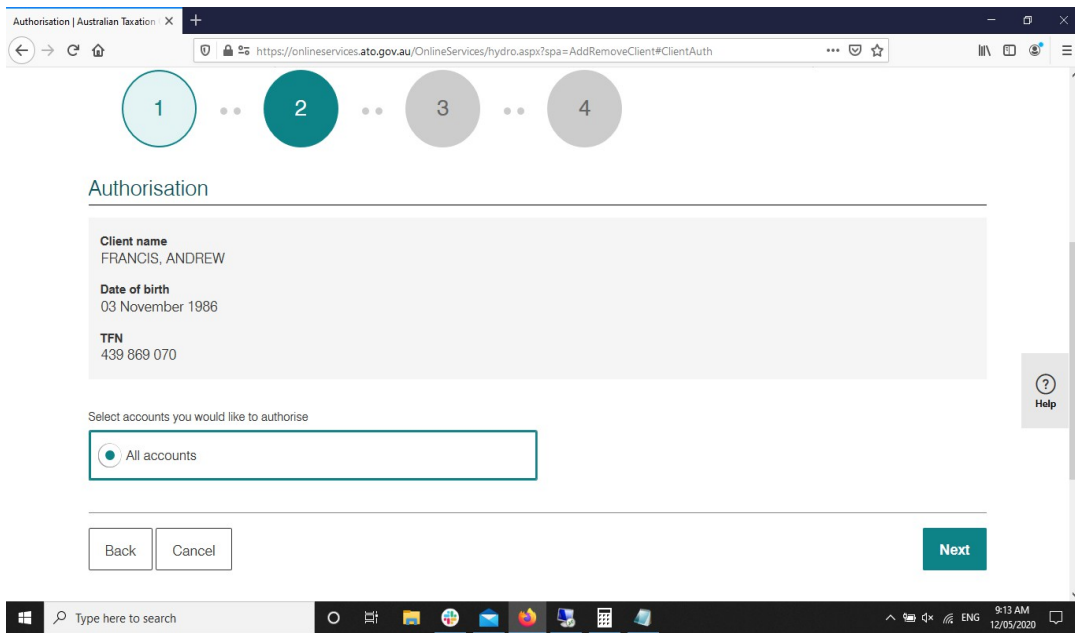 Authorisation | Australian Taxation
https://onlineservices.ato.gov.au/OnlineServices/hydro.aspx?spa=AddRemoveClient#ClientAuth
1
2
3
4
Authorisation
Client name
FRANCIS, ANDREW
Date of birth
03 November 1986
TFN
439 869 070
Help
Select accounts you would like to authorise
All accounts
Back
Cancel
Next
Type here to search
ENG
9:13 AM
12/05/2020